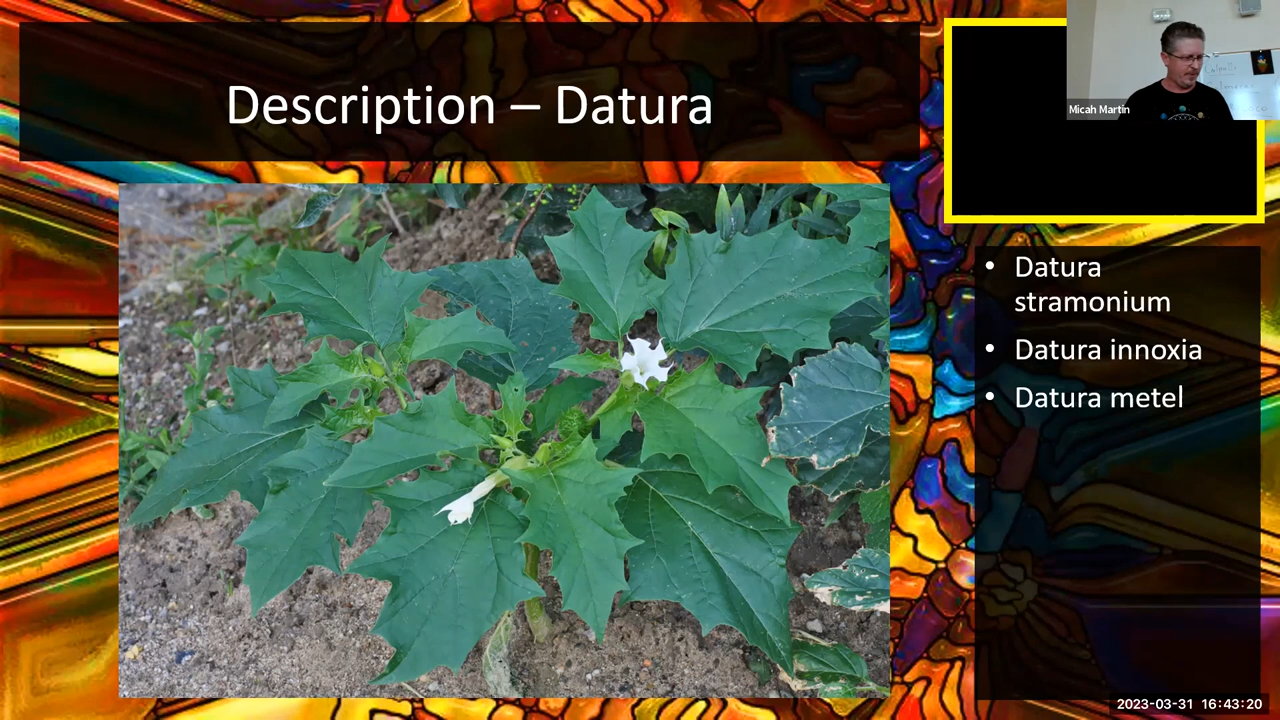 Description – Datura
Micah Martin
• Datura
stramonium
• Datura innoxia
• Datura metel
2023-03-31 16:43:20